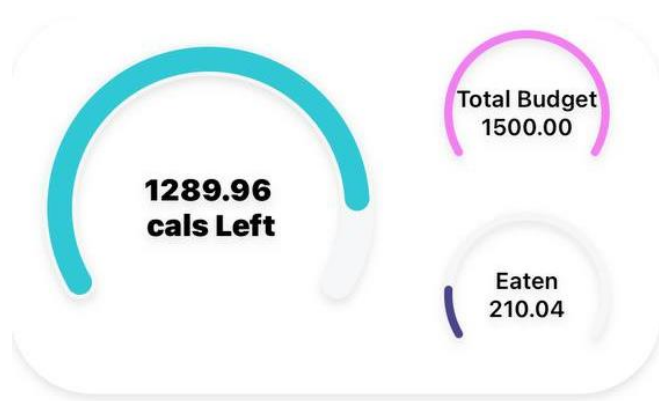 1289.96
cals Left
Total Budget
1500.00
Eaten
210.04